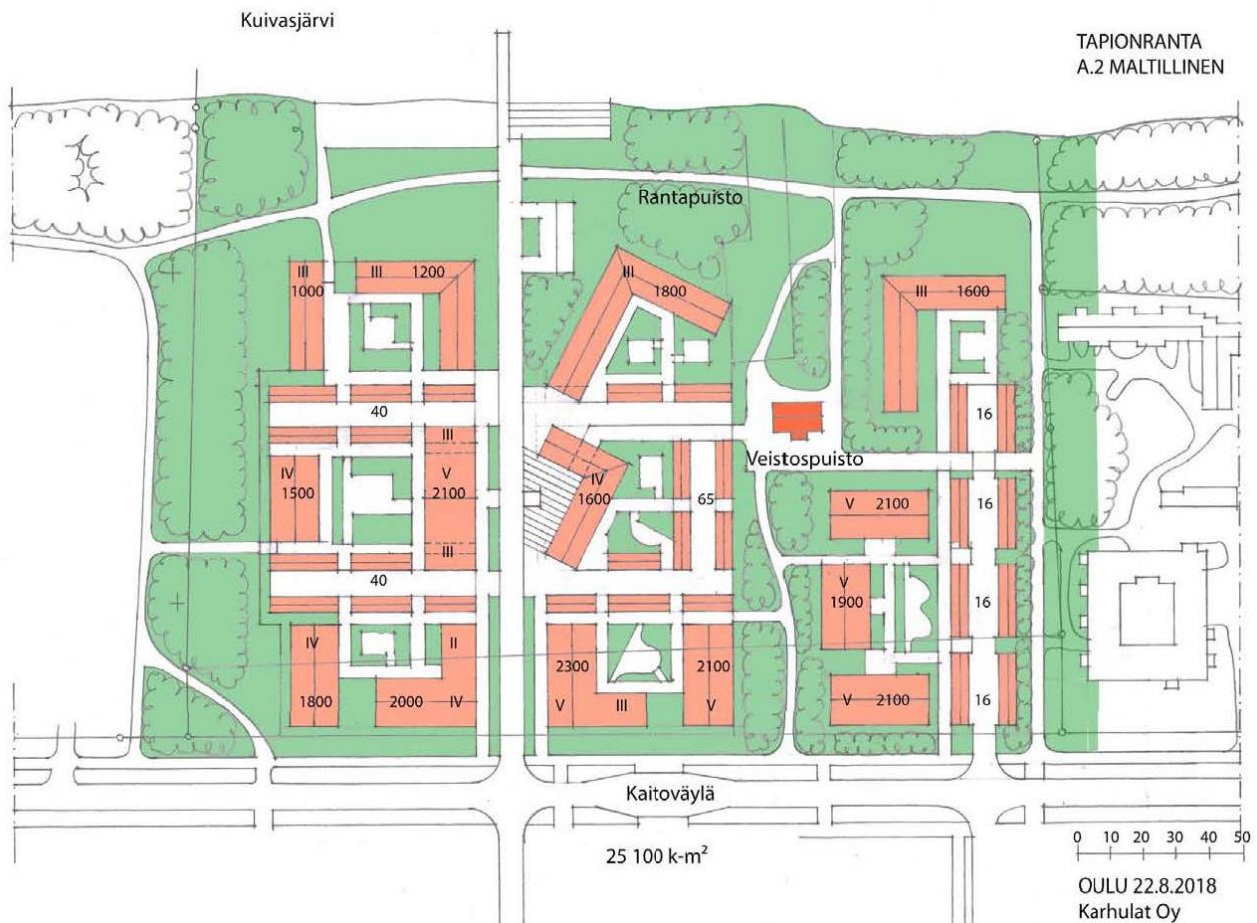 Kuivasjärvi
TAPIONRANTA
A.2 MALTILLINEN
Rantapuisto
III
1000
III 1200
III
1800
III 1600
40
16
III
Veistospuisto
IV
1500
V
2100
IV
1600
65
V 2100
16
III
40
V
1900
16
IV
II
1800
2000 IV
2300
2100
V III V
V 2100
16
Kaitoväylä
25 100 k-m²
0 10 20 30 40 50
OULU 22.8.2018
Karhulat Oy